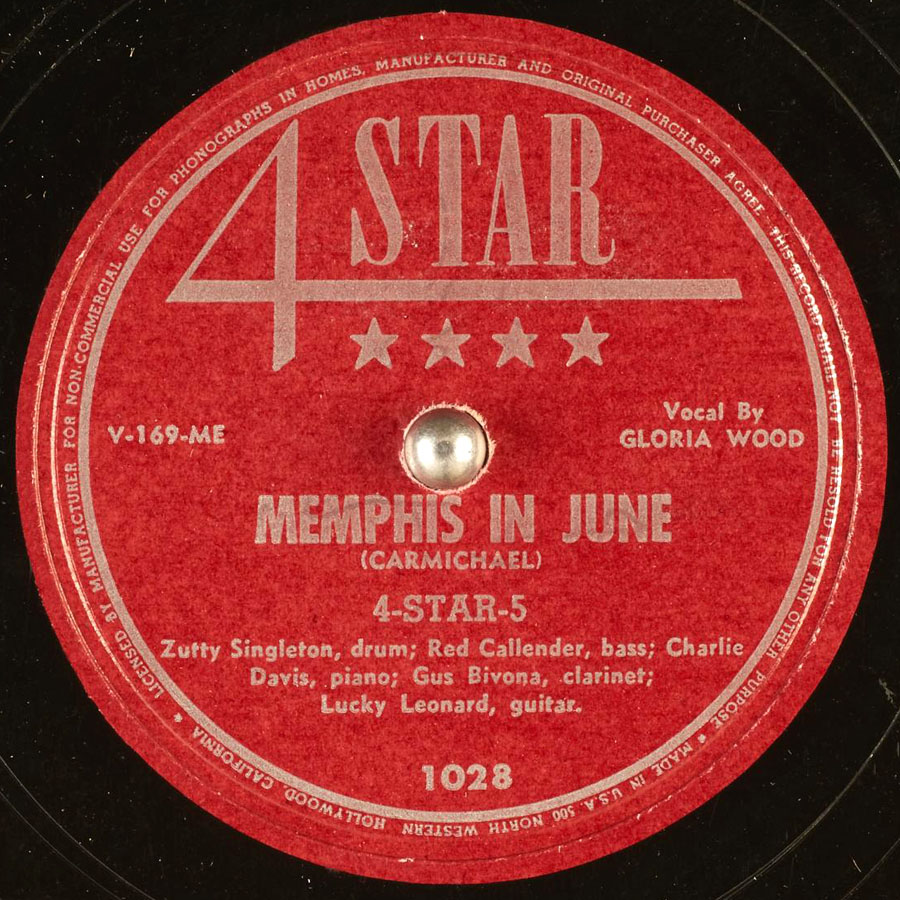 LICENSED BY MANUFACTURER FOR NON-COMMERCIAL USE FOR PHONOGRAPHS IN HOMES. MANUFACTURER AND ORIGINAL PURCHASER AGREE THIS RECORD SHALL NOT BE RESOLD FOR ANY OTHER PURPOSE * MADE IN U.S.A. 500 NORTH WESTERN HOLLYWOOD, CALIFORNIA *
4 STAR
V-169-ME
Vocal By
GLORIA WOOD
MEMPHIS IN JUNE
(CARMICHAEL)
4-STAR-5
Zutty Singleton, drum; Red Callender, bass; Charlie
Davis, piano; Gus Bivona, clarinet;
Lucky Leonard, guitar.
1028